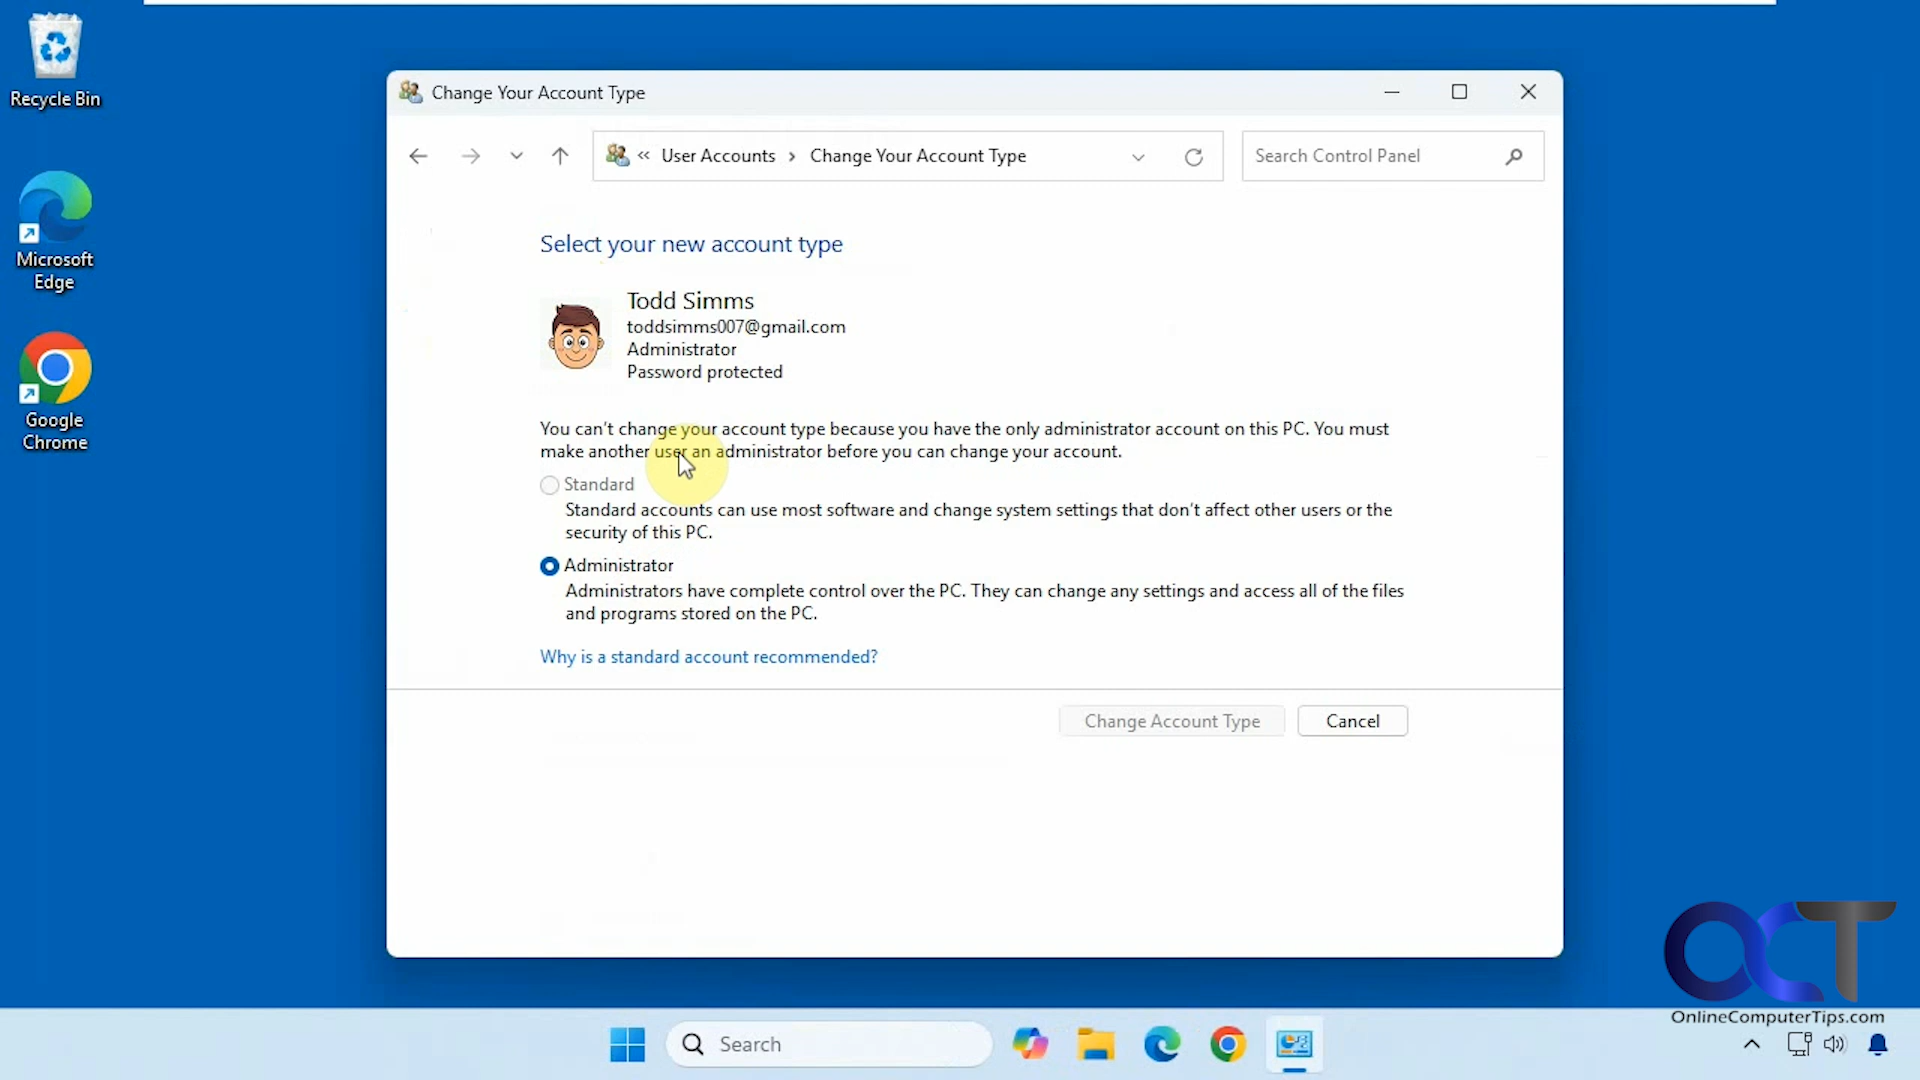 Recycle Bin
Microsoft
Edge
Google
Chrome
Change Your Account Type
« User Accounts › Change Your Account Type
Search Control Panel
Select your new account type
Todd Simms
toddsimms007@gmail.com
Administrator
Password protected
You can't change your account type because you have the only administrator account on this PC. You must
make another user an administrator before you can change your account.
Standard
Standard accounts can use most software and change system settings that don't affect other users or the
security of this PC.
Administrator
Administrators have complete control over the PC. They can change any settings and access all of the files
and programs stored on the PC.
Why is a standard account recommended?
Change Account Type
Cancel
OCT
OnlineComputerTips.com
Search